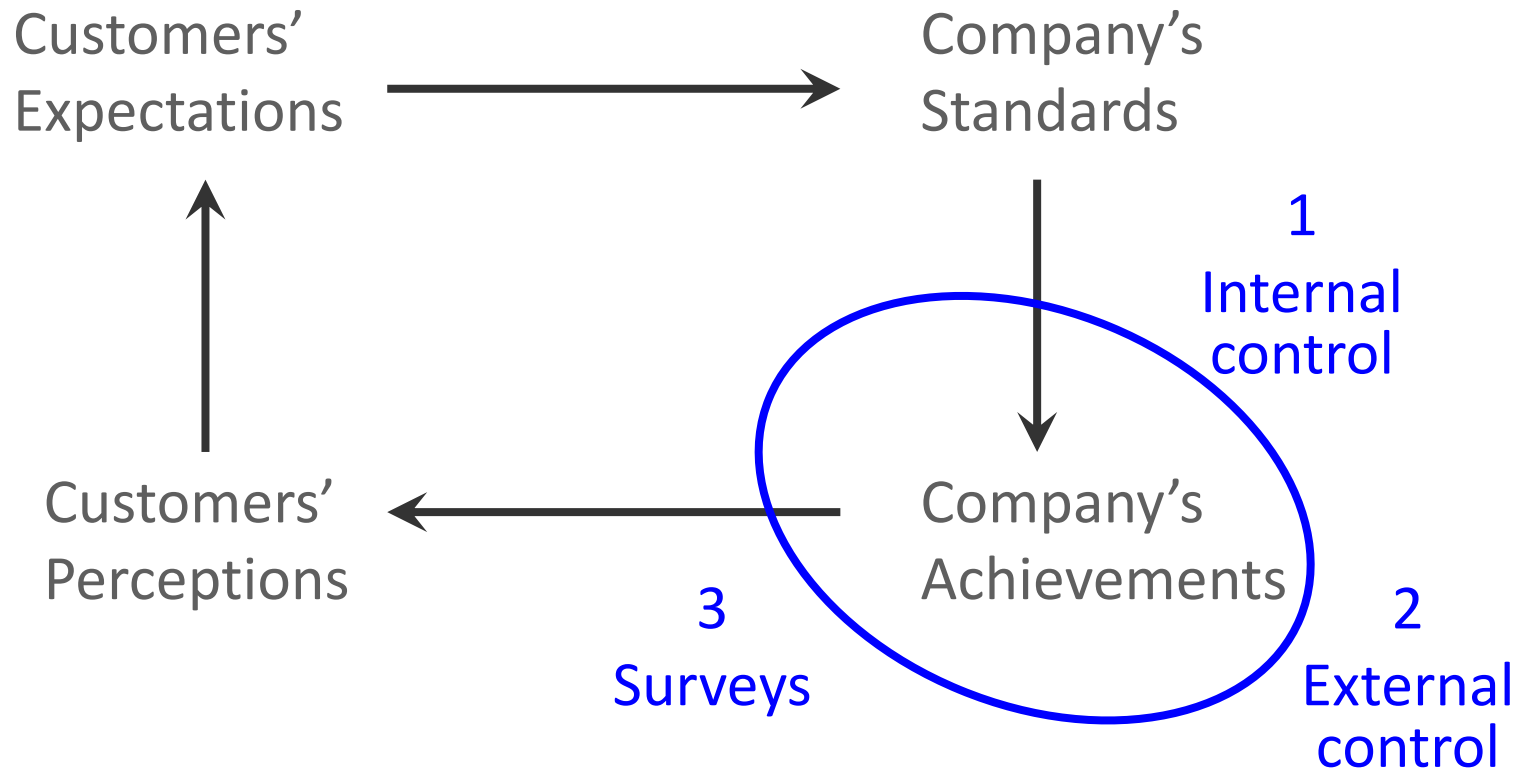 Customers’
Expectations
Company’s
Standards
1
Internal
control
Customers’
Perceptions
Company’s
Achievements
3
Surveys
2
External
control